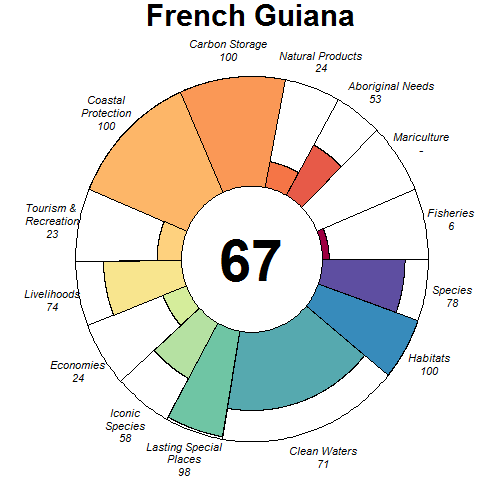 French Guiana
Carbon Storage
100
Natural Products
24
Aboriginal Needs
53
Mariculture
-
Fisheries
6
Species
78
Habitats
100
Clean Waters
71
Lasting Special
Places
98
Iconic
Species
58
Economies
24
Livelihoods
74
Tourism &
Recreation
23
Coastal
Protection
100
67